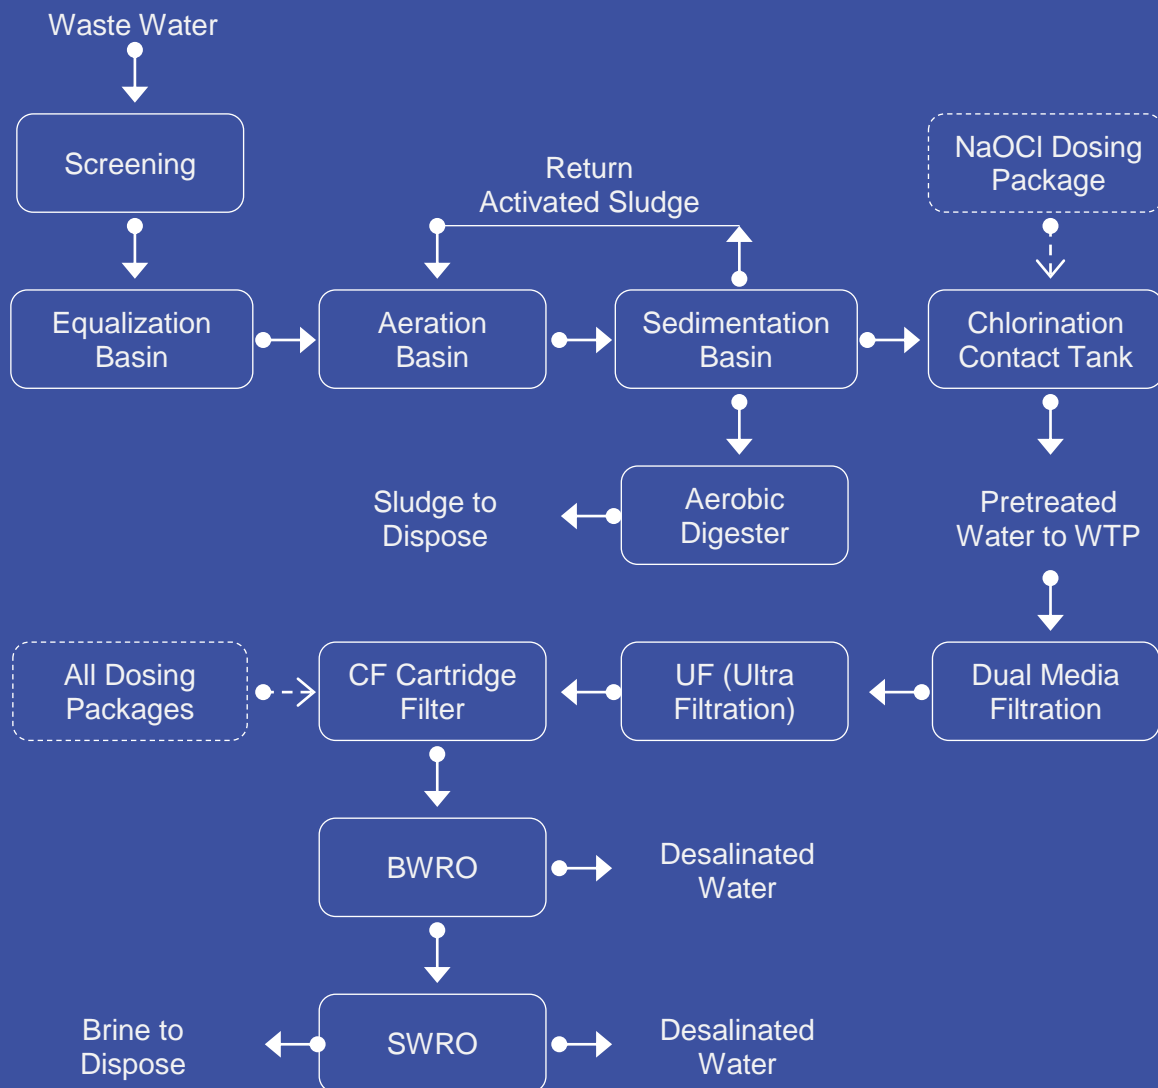 Waste Water
Screening
Return
Activated Sludge
NaOCl Dosing
Package
Equalization
Basin
Aeration
Basin
Sedimentation
Basin
Chlorination
Contact Tank
Sludge to
Dispose
Aerobic
Digester
Pretreated
Water to WTP
All Dosing
Packages
CF Cartridge
Filter
UF (Ultra
Filtration)
Dual Media
Filtration
BWRO
Desalinated
Water
Brine to
Dispose
SWRO
Desalinated
Water